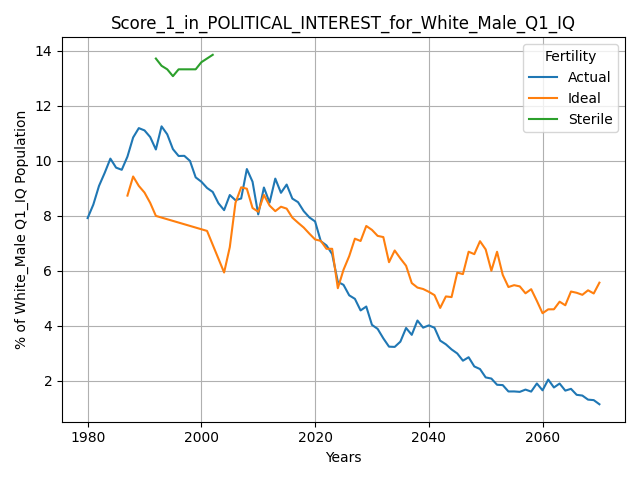 Score_1_in_POLITICAL_INTEREST_for_White_Male_Q1_IQ
% of White_Male Q1_IQ Population
14
12
10
8
6
4
2
Fertility
Actual
Ideal
Sterile
1980 2000 2020 2040 2060
Years